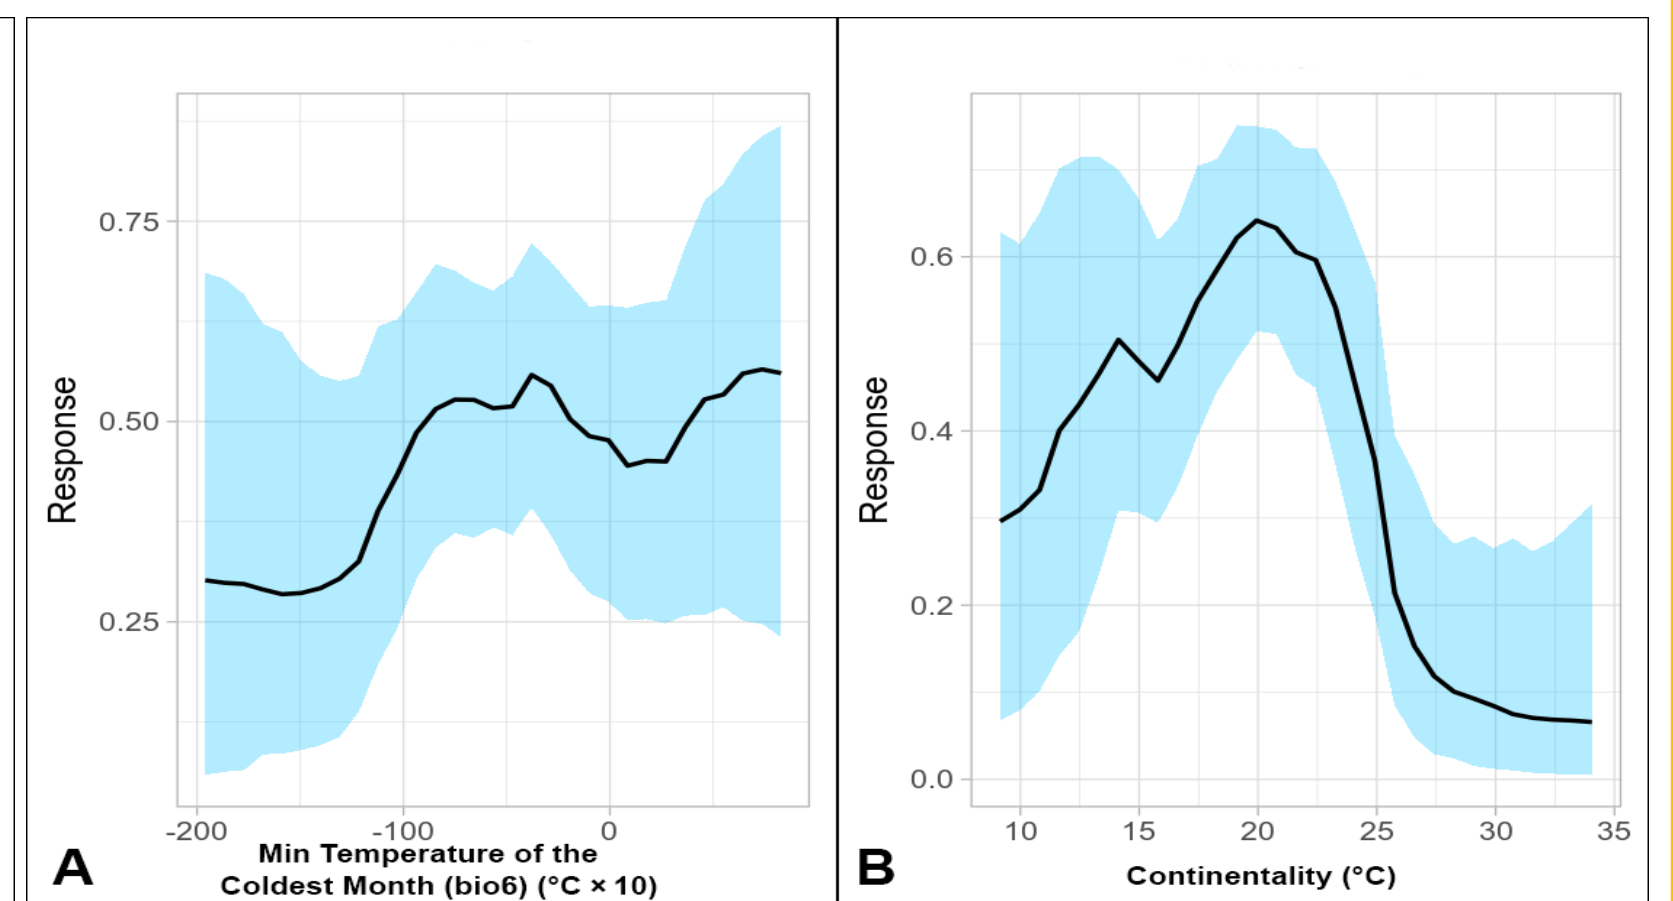 0.75
0.50
0.25
Response
-200 -100 0
Min Temperature of the
Coldest Month (bio6) (°C × 10)
A
0.6
0.4
0.2
0.0
Response
10 15 20 25 30 35
Continentality (°C)
B